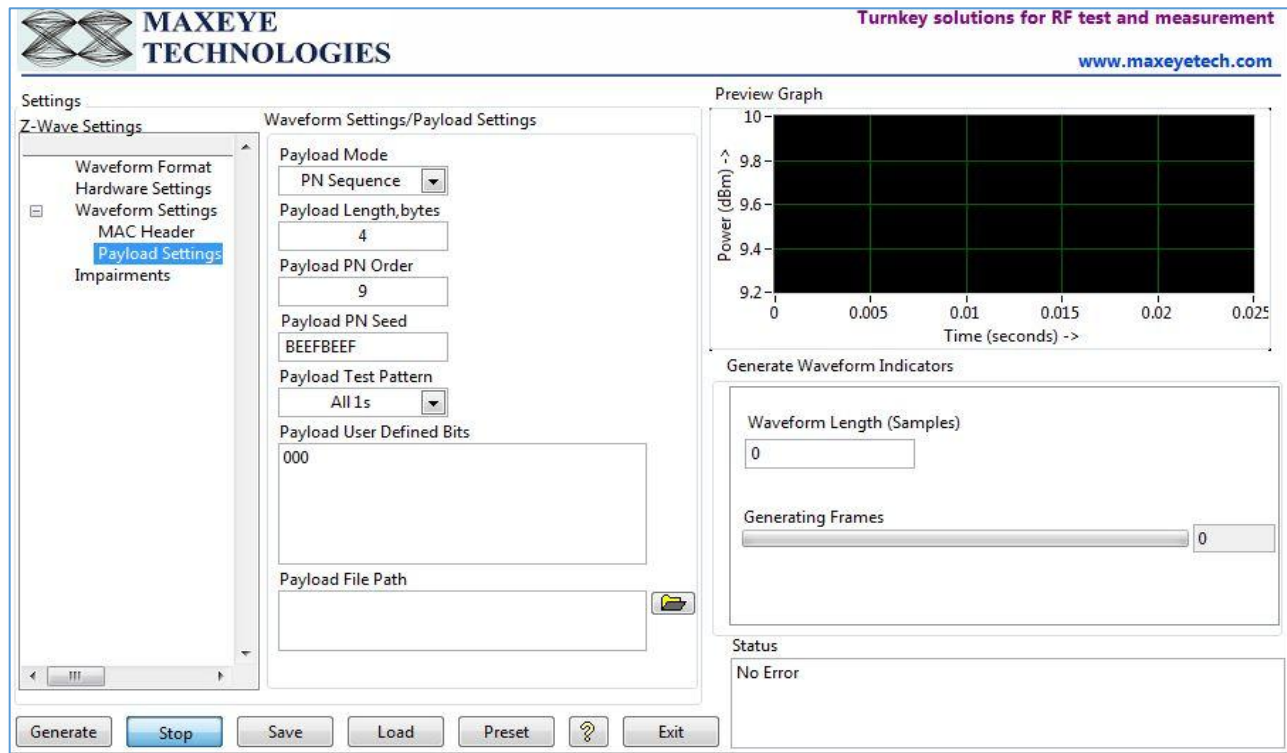 MAXEYE
TECHNOLOGIES
Turnkey solutions for RF test and measurement
www.maxeyetech.com
Settings
Z-Wave Settings
Waveform Format
Hardware Settings
Waveform Settings
MAC Header
Payload Settings
Impairments
Waveform Settings/Payload Settings
Payload Mode
PN Sequence
Payload Length,bytes
4
Payload PN Order
9
Payload PN Seed
BEEFBEEF
Payload Test Pattern
All 1s
Payload User Defined Bits
000
Payload File Path
Preview Graph
Power (dBm) ->
10
9.8
9.6
9.4
9.2
0 0.005 0.01 0.015 0.02 0.025
Time (seconds) ->
Generate Waveform Indicators
Waveform Length (Samples)
0
Generating Frames
0
Status
No Error
Generate Stop Save Load Preset ? Exit